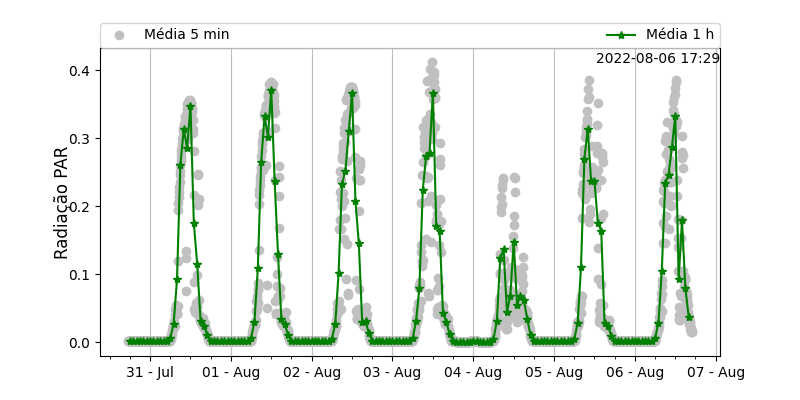 Média 5 min
Média 1 h
2022-08-06 17:29
Radiação PAR
0.4
0.3
0.2
0.1
0.0
31 - Jul
01 - Aug
02 - Aug
03 - Aug
04 - Aug
05 - Aug
06 - Aug
07 - Aug